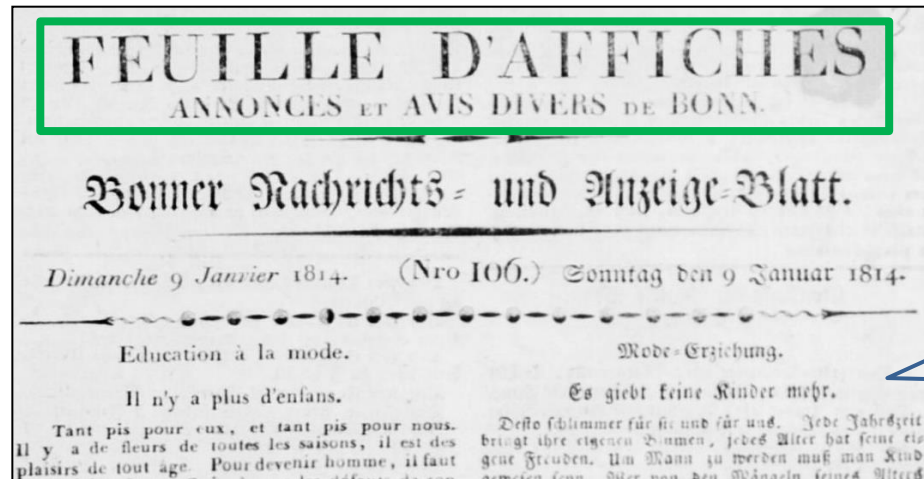 FEUILLE D'AFFICHES
ANNONCES ET AVIS DIVERS DE BONN.
Bonner Nachrichts- und Anzeige-Blatt.
Dimanche 9 Janvier 1814. (Nro 106.) Sonntag den 9 Januar 1814.
Education à la mode.
Il n'y a plus d'enfans.
Tant pis pour eux, et tant pis pour nous.
Il y a de fleurs de toutes les saisons, il est des
plaisirs de tout âge. Pour devenir homme, il faut
Mode-Erziehung.
Es giebt keine Kinder mehr.
Desto schlimmer für sie und für uns. Jede Jahrszeit
bringt ihre eigenen Blumen, jedes Alter hat seine ei-
gene Freuden. Um Mann zu werden muß man Kind